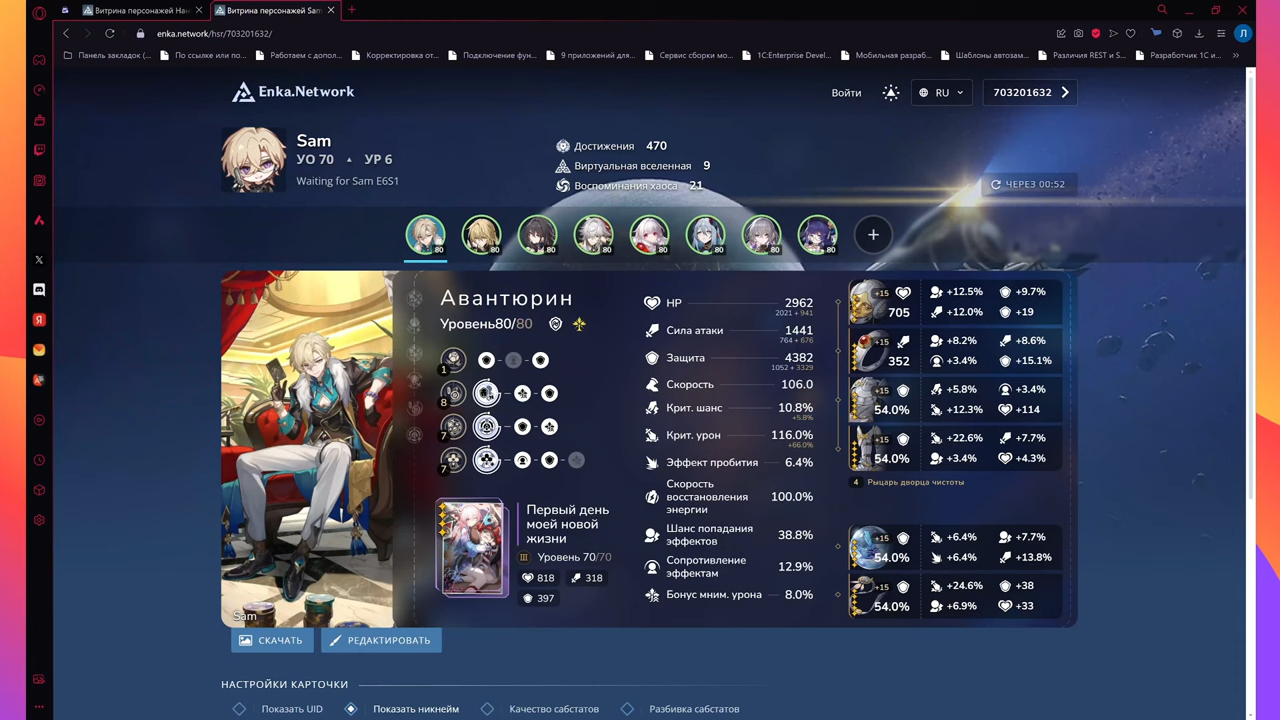 Витрина персонажей Нан
Витрина персонажей Sam
enka.network/hsr/703201632/
Панель закладок (...
По ссылке или по...
Работаем с допол...
Корректировка от...
Подключение фун...
9 приложений для...
Сервис сборки мо...
1C:Enterprise Devel...
Мобильная разраб...
Шаблоны автозам...
Различия REST и S...
Разработчик 1С и...
Enka.Network
Войти
RU
703201632
Sam
УО 70 ▲ УР 6
Waiting for Sam E6S1
Достижения 470
Виртуальная вселенная 9
Воспоминания хаоса 21
ЧЕРЕЗ 00:52
80 80 80 80 80 80 80 80
Авантюрин
Уровень80/80
1
8
7
7
Первый день
моей новой
жизни
III Уровень 70/70
818 318
397
Sam
HP 2962
2021 + 941
Сила атаки 1441
764 + 676
Защита 4382
1052 + 3329
Скорость 106.0
Крит. шанс 10.8%
+5.8%
Крит. урон 116.0%
+66.0%
Эффект пробития 6.4%
Скорость
восстановления
энергии 100.0%
Шанс попадания
эффектов 38.8%
Сопротивление
эффектам 12.9%
Бонус мним. урона 8.0%
+15 705 +12.5% +9.7%
+12.0% +19
+15 352 +8.2% +8.6%
+3.4% +15.1%
+15 54.0% +5.8% +3.4%
+12.3% +114
+15 54.0% +22.6% +7.7%
+3.4% +4.3%
4 Рыцарь дворца чистоты
+15 54.0% +6.4% +7.7%
+6.4% +13.8%
+15 54.0% +24.6% +38
+6.9% +33
СКАЧАТЬ
РЕДАКТИРОВАТЬ
НАСТРОЙКИ КАРТОЧКИ
Показать UID
Показать никнейм
Качество сабстатов
Разбивка сабстатов